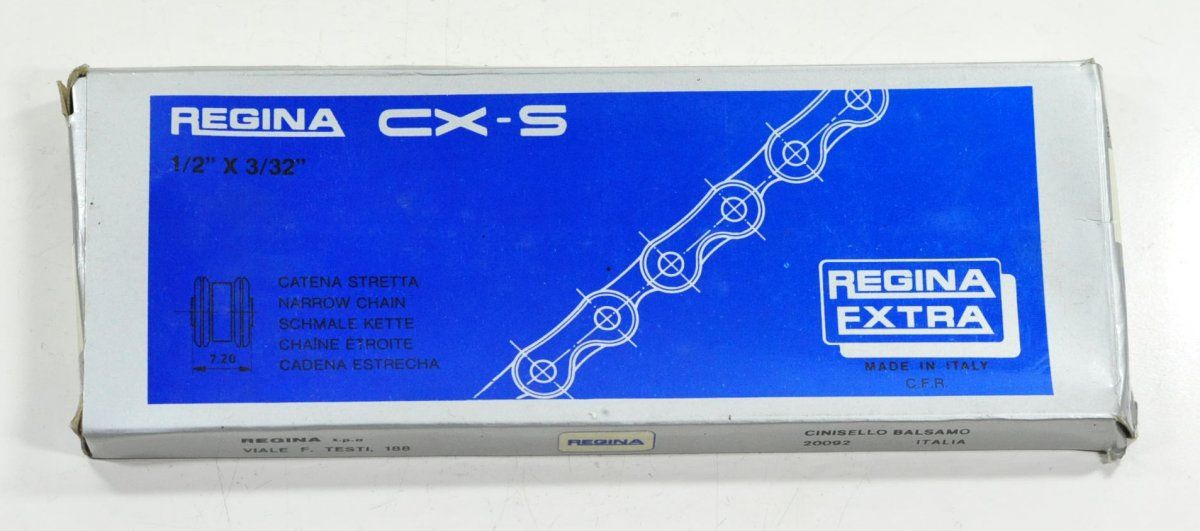 REGINA CX-S
1/2" X 3/32"
CATENA STRETTA
NARROW CHAIN
SCHMALE KETTE
CHAÎNE ÉTROITE
CADENA ESTRECHA
7.20
REGINA
EXTRA
MADE IN ITALY
C.F.R.
REGINA s.p.a
VIALE F. TESTI, 188
REGINA
CINISELLO BALSAMO
20092 ITALIA